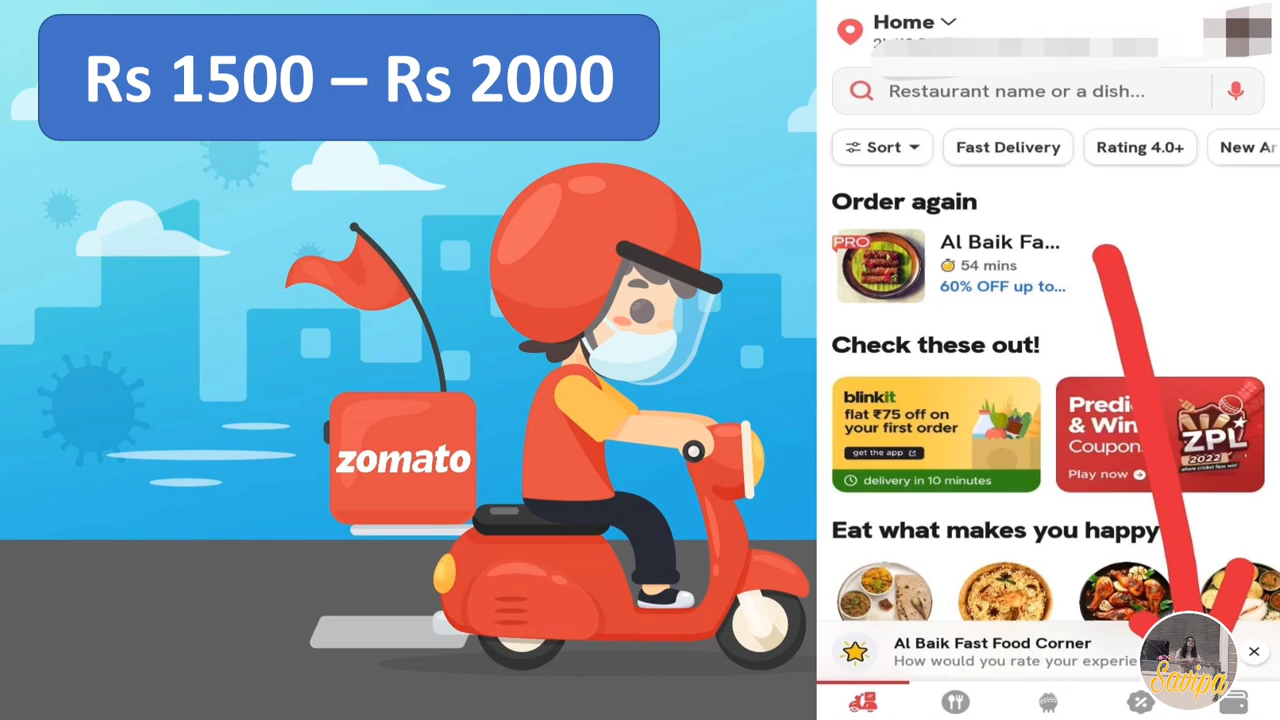 Rs 1500 – Rs 2000
zomato
Home
Restaurant name or a dish...
Sort
Fast Delivery
Rating 4.0+
New Ar
Order again
PRO
Al Baik Fa...
54 mins
60% OFF up to...
Check these out!
blinkit
flat ₹75 off on
your first order
get the app
delivery in 10 minutes
Predi
& Win
Coupon
Play now
ZPL
2022
Eat what makes you happy
Al Baik Fast Food Corner
How would you rate your experie
Savipa